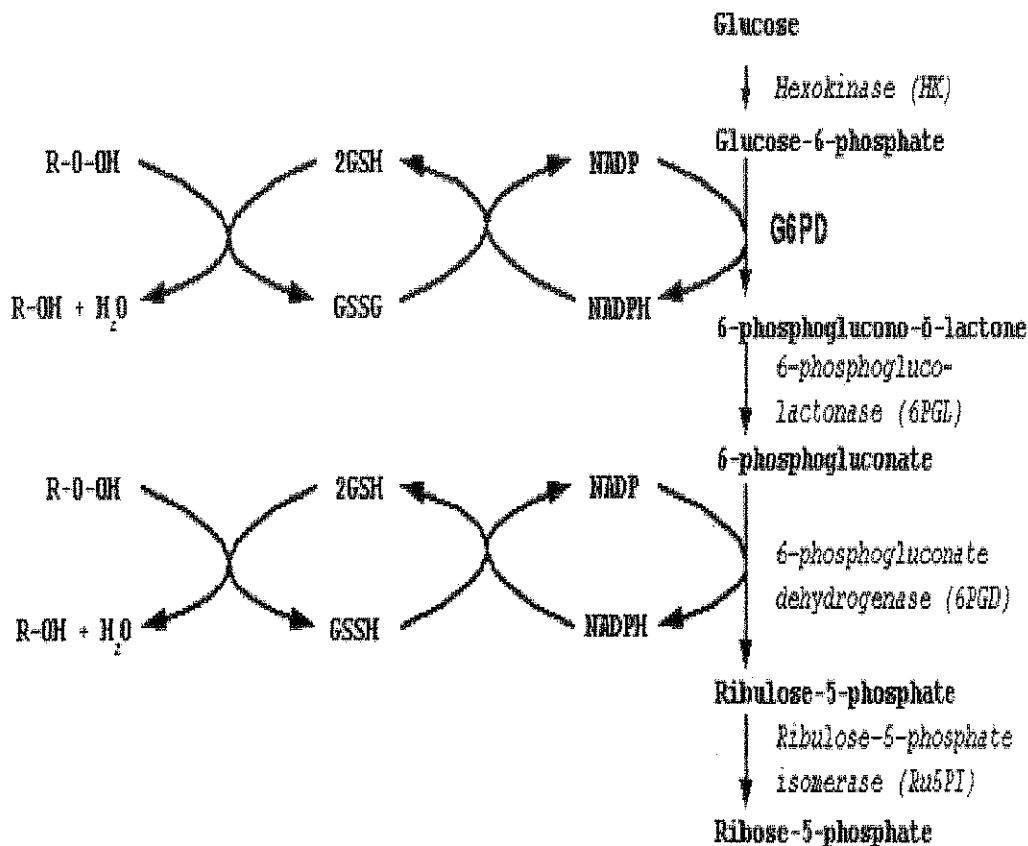 Glucose
Hexokinase (HK)
Glucose-6-phosphate
R-O-OH 2GSH NADP
G6PD
R-OH + H2O GSSG NADPH
6-phosphoglucono-δ-lactone
6-phosphogluco-
lactonase (6PGL)
6-phosphogluconate
R-O-OH 2GSH NADP
6-phosphogluconate
dehydrogenase (6PGD)
R-OH + H2O GSSH NADPH
Ribulose-5-phosphate
Ribulose-5-phosphate
isomerase (Ru5PI)
Ribose-5-phosphate